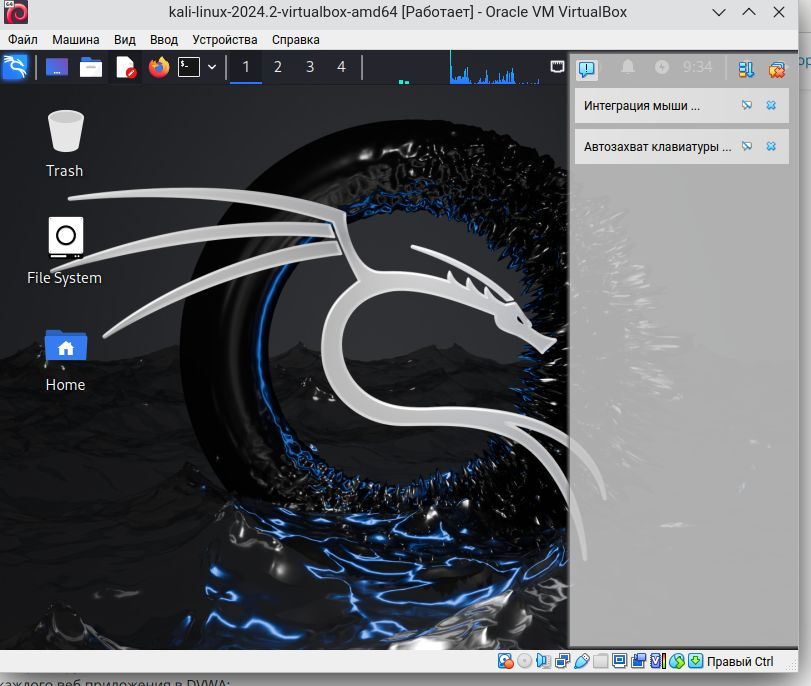 kali-linux-2024.2-virtualbox-amd64 [Работает] - Oracle VM VirtualBox
Файл Машина Вид Ввод Устройства Справка
1 2 3 4 9:34
Интеграция мыши ...
Автозахват клавиатуры ...
Trash
File System
Home
Правый Ctrl
каждого веб приложения в DVWA: